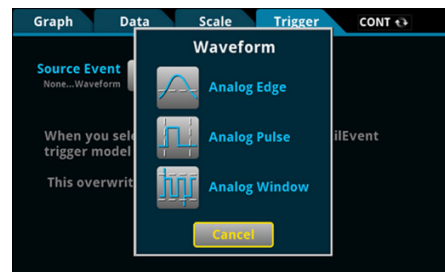 Graph Data Scale Trigger CONT
Waveform
Source Event
None...Waveform
Analog Edge
When you sele ilEvent
trigger model
Analog Pulse
This overwrit
Analog Window
Cancel